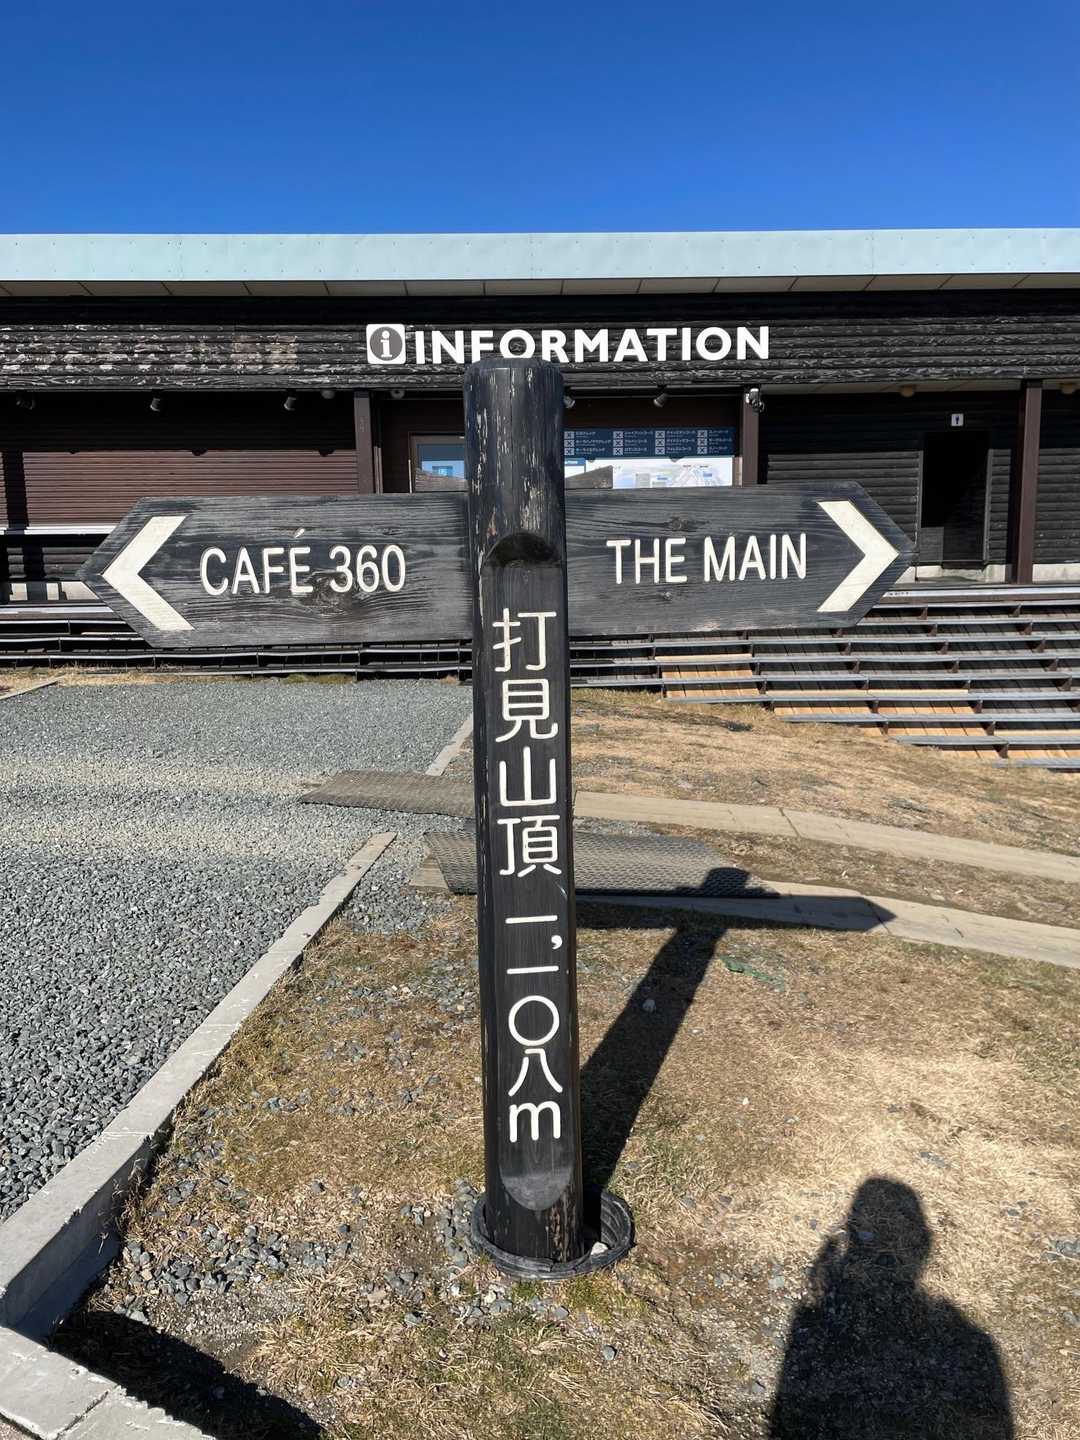 i INFORMATION
CAFÉ 360
THE MAIN
打見山頂 一,一〇八m